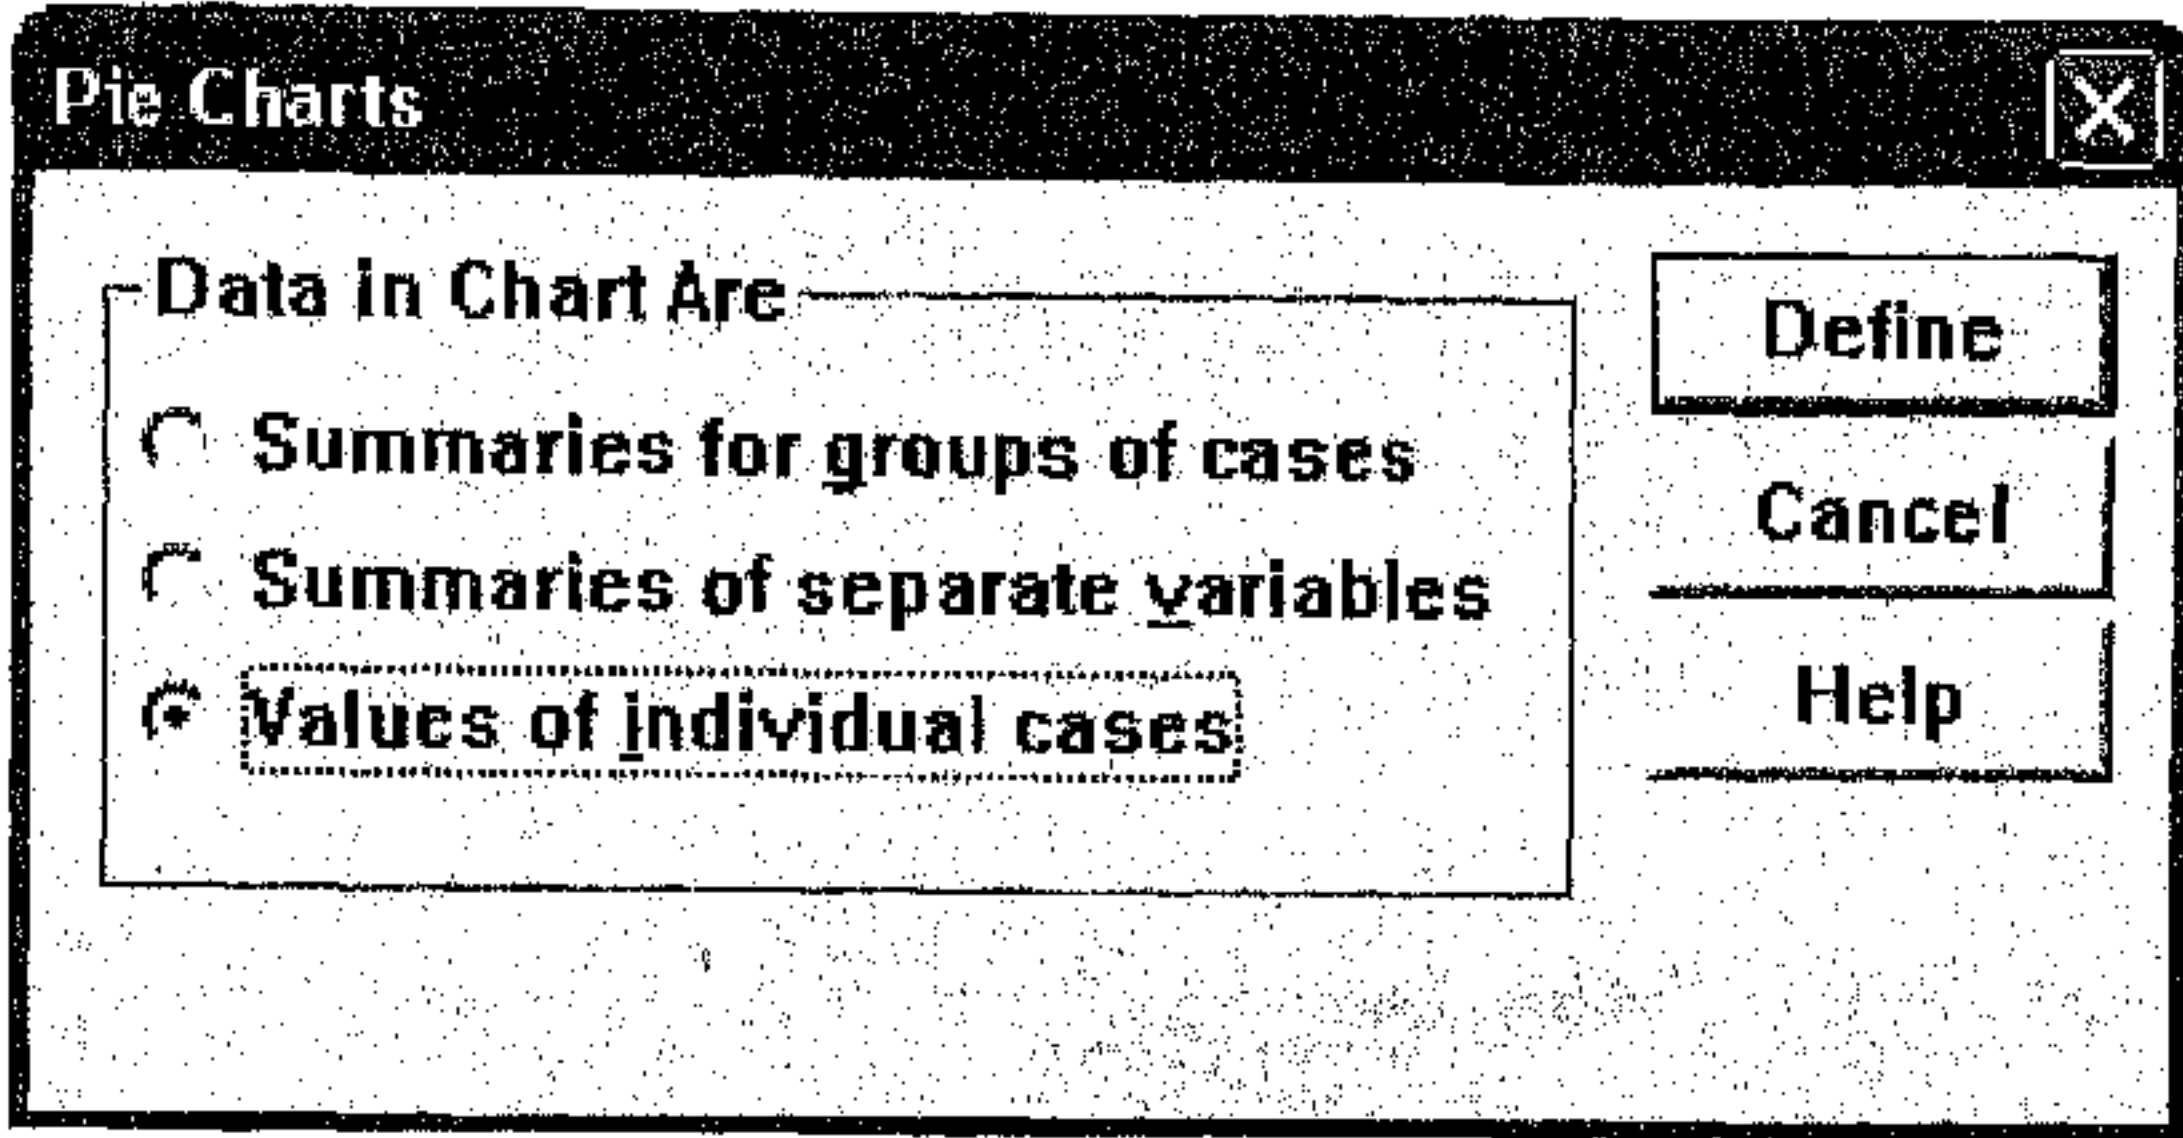 Pie Charts
Data in Chart Are
Summaries for groups of cases
Summaries of separate variables
Values of individual cases
Define
Cancel
Help